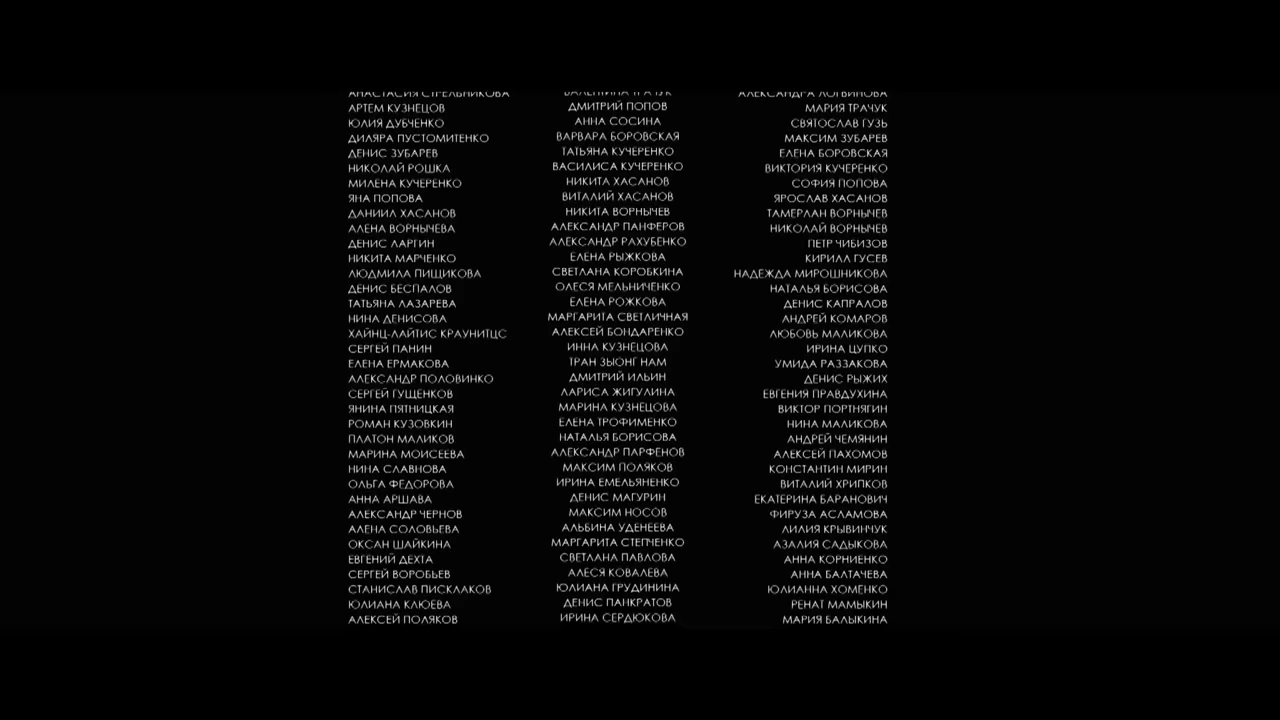 АНАСТАСИЯ СТРЕЛЬНИКОВА ВАЛЕНТИНА ТРАЧУК АЛЕКСАНДРА ЛОГВИНОВА
АРТЕМ КУЗНЕЦОВ ДМИТРИЙ ПОПОВ МАРИЯ ТРАЧУК
ЮЛИЯ ДУБЧЕНКО АННА СОСИНА СВЯТОСЛАВ ГУЗЬ
ДИЛЯРА ПУСТОМИТЕНКО ВАРВАРА БОРОВСКАЯ МАКСИМ ЗУБАРЕВ
ДЕНИС ЗУБАРЕВ ТАТЬЯНА КУЧЕРЕНКО ЕЛЕНА БОРОВСКАЯ
НИКОЛАЙ РОШКА ВАСИЛИСА КУЧЕРЕНКО ВИКТОРИЯ КУЧЕРЕНКО
МИЛЕНА КУЧЕРЕНКО НИКИТА ХАСАНОВ СОФИЯ ПОПОВА
ЯНА ПОПОВА ВИТАЛИЙ ХАСАНОВ ЯРОСЛАВ ХАСАНОВ
ДАНИИЛ ХАСАНОВ НИКИТА ВОРНЫЧЕВ ТАМЕРЛАН ВОРНЫЧЕВ
АЛЕНА ВОРНЫЧЕВА АЛЕКСАНДР ПАНФЕРОВ НИКОЛАЙ ВОРНЫЧЕВ
ДЕНИС ЛАРГИН АЛЕКСАНДР РАХУБЕНКО ПЕТР ЧИБИЗОВ
НИКИТА МАРЧЕНКО ЕЛЕНА РЫЖКОВА КИРИЛЛ ГУСЕВ
ЛЮДМИЛА ПИЩИКОВА СВЕТЛАНА КОРОБКИНА НАДЕЖДА МИРОШНИКОВА
ДЕНИС БЕСПАЛОВ ОЛЕСЯ МЕЛЬНИЧЕНКО НАТАЛЬЯ БОРИСОВА
ТАТЬЯНА ЛАЗАРЕВА ЕЛЕНА РОЖКОВА ДЕНИС КАПРАЛОВ
НИНА ДЕНИСОВА МАРГАРИТА СВЕТЛИЧНАЯ АНДРЕЙ КОМАРОВ
ХАЙНЦ-ЛАЙТИС КРАУНИТЦС АЛЕКСЕЙ БОНДАРЕНКО ЛЮБОВЬ МАЛИКОВА
СЕРГЕЙ ПАНИН ИННА КУЗНЕЦОВА ИРИНА ЦУПКО
ЕЛЕНА ЕРМАКОВА ТРАН ЗЫОНГ НАМ УМИДА РАЗЗАКОВА
АЛЕКСАНДР ПОЛОВИНКО ДМИТРИЙ ИЛЬИН ДЕНИС РЫЖИХ
СЕРГЕЙ ГУЩЕНКОВ ЛАРИСА ЖИГУЛИНА ЕВГЕНИЯ ПРАВДУХИНА
ЯНИНА ПЯТНИЦКАЯ МАРИНА КУЗНЕЦОВА ВИКТОР ПОРТНЯГИН
РОМАН КУЗОВКИН ЕЛЕНА ТРОФИМЕНКО НИНА МАЛИКОВА
ПЛАТОН МАЛИКОВ НАТАЛЬЯ БОРИСОВА АНДРЕЙ ЧЕМЯНИН
МАРИНА МОИСЕЕВА АЛЕКСАНДР ПАРФЕНОВ АЛЕКСЕЙ ПАХОМОВ
НИНА СЛАВНОВА МАКСИМ ПОЛЯКОВ КОНСТАНТИН МИРИН
ОЛЬГА ФЕДОРОВА ИРИНА ЕМЕЛЬЯНЕНКО ВИТАЛИЙ ХРИПКОВ
АННА АРШАВА ДЕНИС МАГУРИН ЕКАТЕРИНА БАРАНОВИЧ
АЛЕКСАНДР ЧЕРНОВ МАКСИМ НОСОВ ФИРУЗА АСЛАМОВА
АЛЕНА СОЛОВЬЕВА АЛЬБИНА УДЕНЕЕВА ЛИЛИЯ КРЫВИНЧУК
ОКСАН ШАЙКИНА МАРГАРИТА СТЕПЧЕНКО АЗАЛИЯ САДЫКОВА
ЕВГЕНИЙ ДЕХТА СВЕТЛАНА ПАВЛОВА АННА КОРНИЕНКО
СЕРГЕЙ ВОРОБЬЕВ АЛЕСЯ КОВАЛЕВА АННА БАЛТАЧЕВА
СТАНИСЛАВ ПИСКЛАКОВ ЮЛИАНА ГРУДИНИНА ЮЛИАННА ХОМЕНКО
ЮЛИАНА КЛЮЕВА ДЕНИС ПАНКРАТОВ РЕНАТ МАМЫКИН
АЛЕКСЕЙ ПОЛЯКОВ ИРИНА СЕРДЮКОВА МАРИЯ БАЛЫКИНА